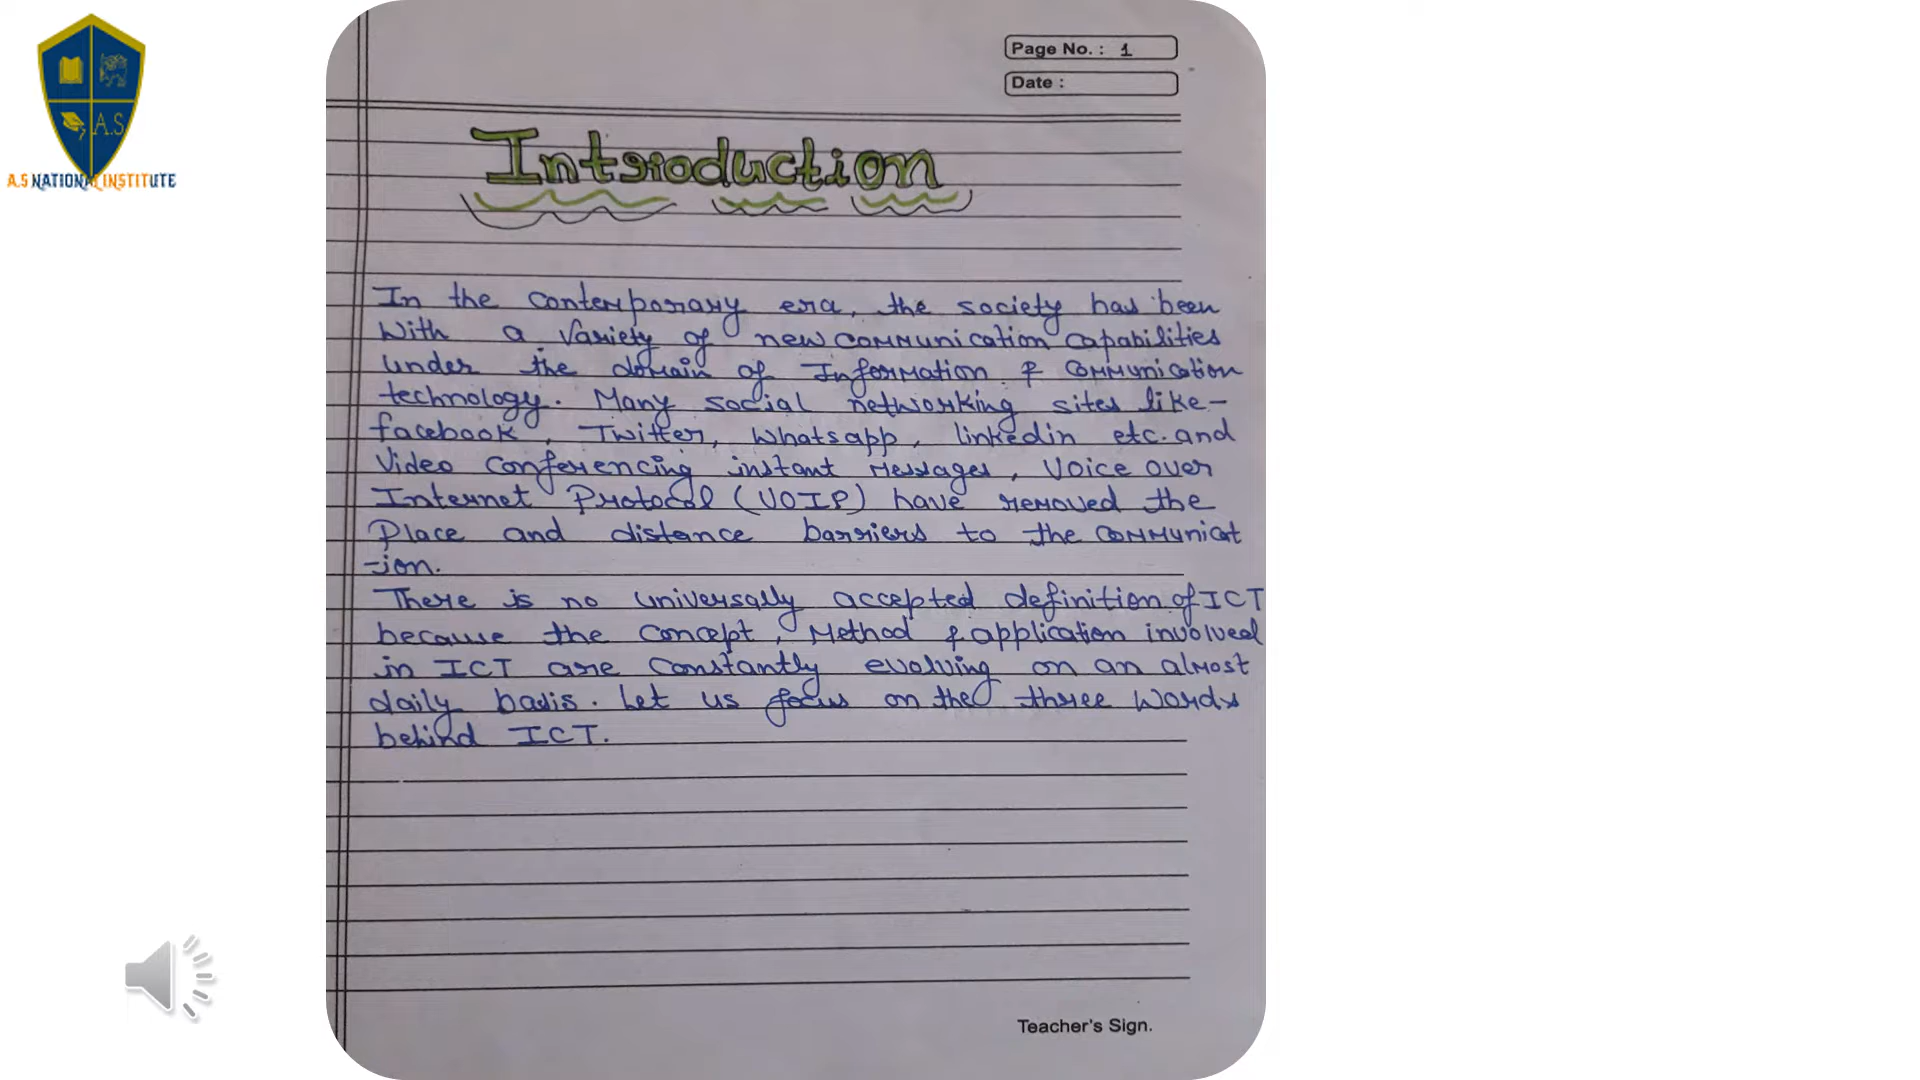 A.S
A.S NATIONAL INSTITUTE
Page No. : 1
Date :
Introduction
In the contemporary era, the society has been
With a variety of new communication capabilities
under the domain of Information & communication
technology. Many social networking sites like-
facebook, Twitter, Whatsapp, linkedin etc. and
Video conferencing instant messages, Voice over
Internet Protocol (VOIP) have removed the
Place and distance barriers to the communicat
-ion.
There is no universally accepted definition of ICT
because the concept, Method & application involved
in ICT are constantly evolving on an almost
daily basis. Let us focus on the three words
behind ICT.
Teacher's Sign.